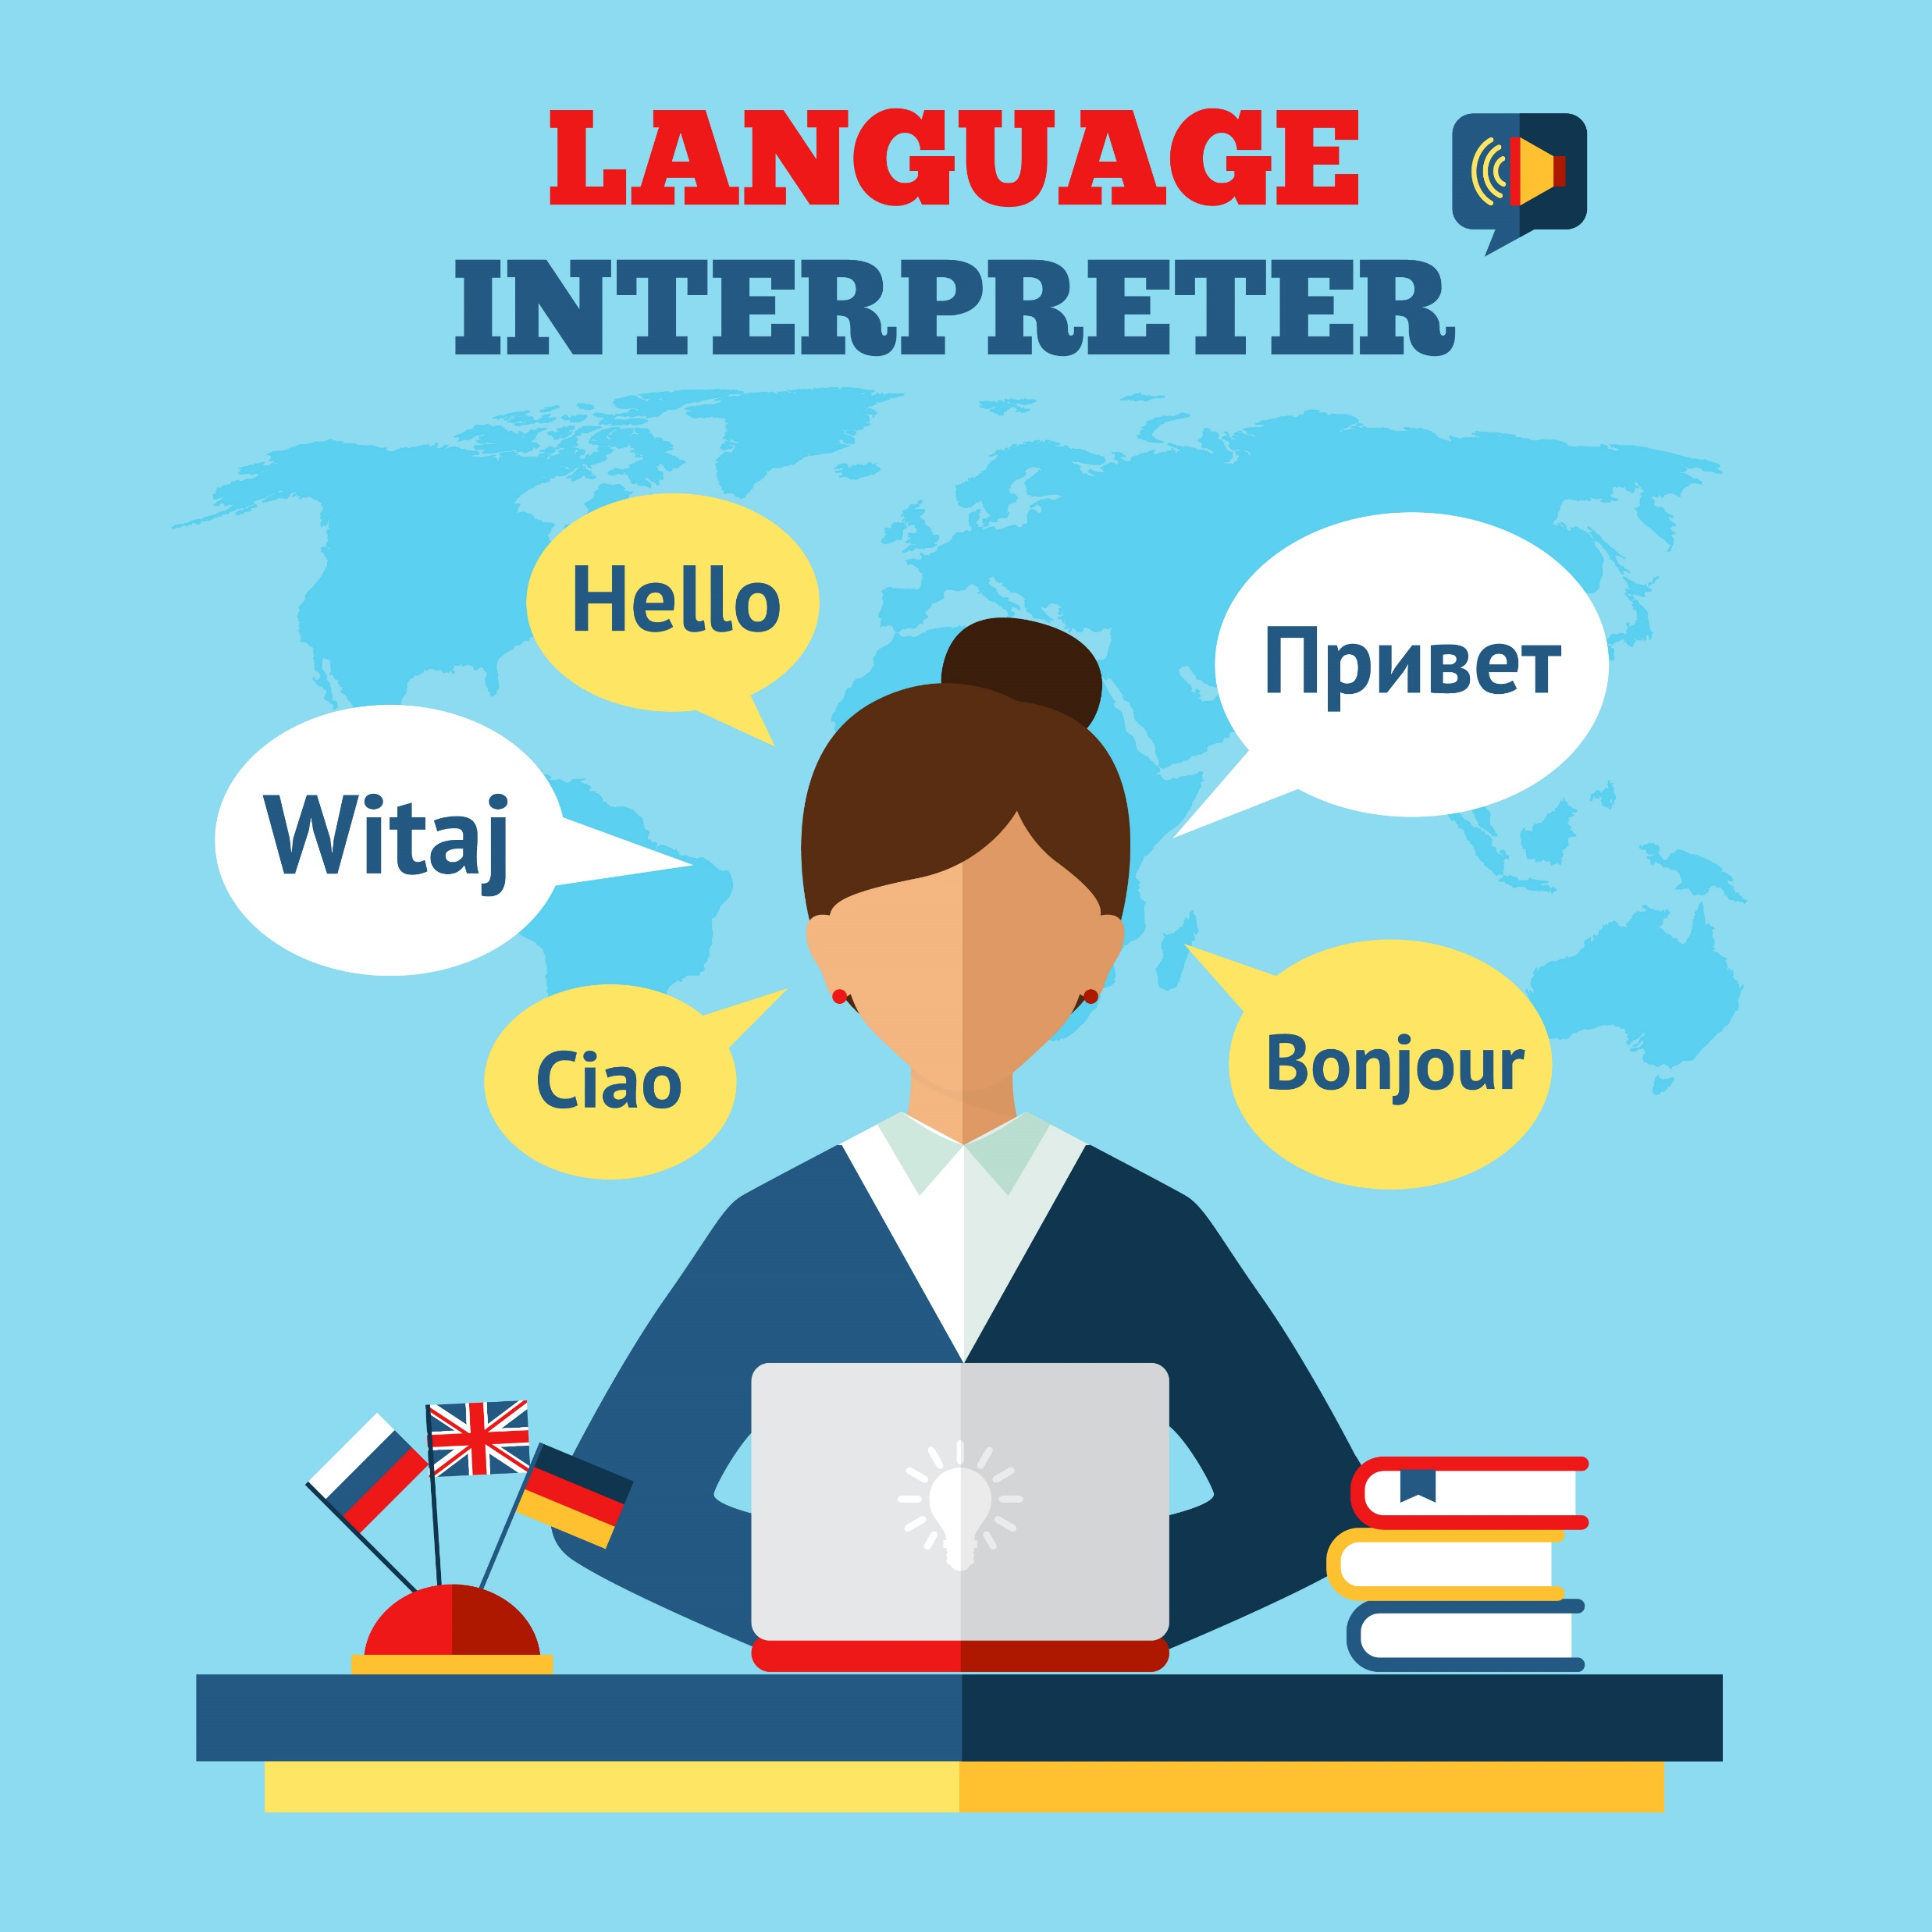 LANGUAGE
INTERPRETER
Hello
Привет
Witaj
Ciao
Bonjour